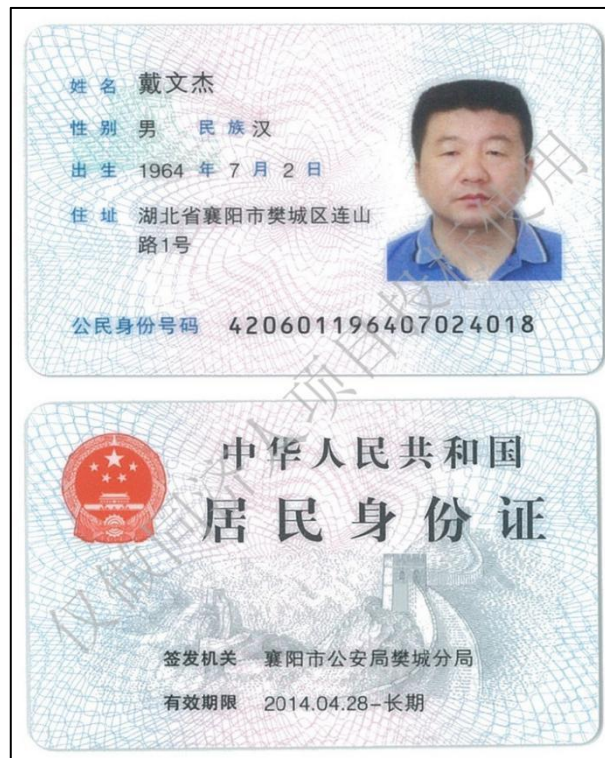 姓名 戴文杰
性别 男 民族 汉
出生 1964 年 7 月 2 日
住址 湖北省襄阳市樊城区连山
路1号
公民身份号码 420601196407024018
中华人民共和国
居民身份证
签发机关 襄阳市公安局樊城分局
有效期限 2014.04.28-长期